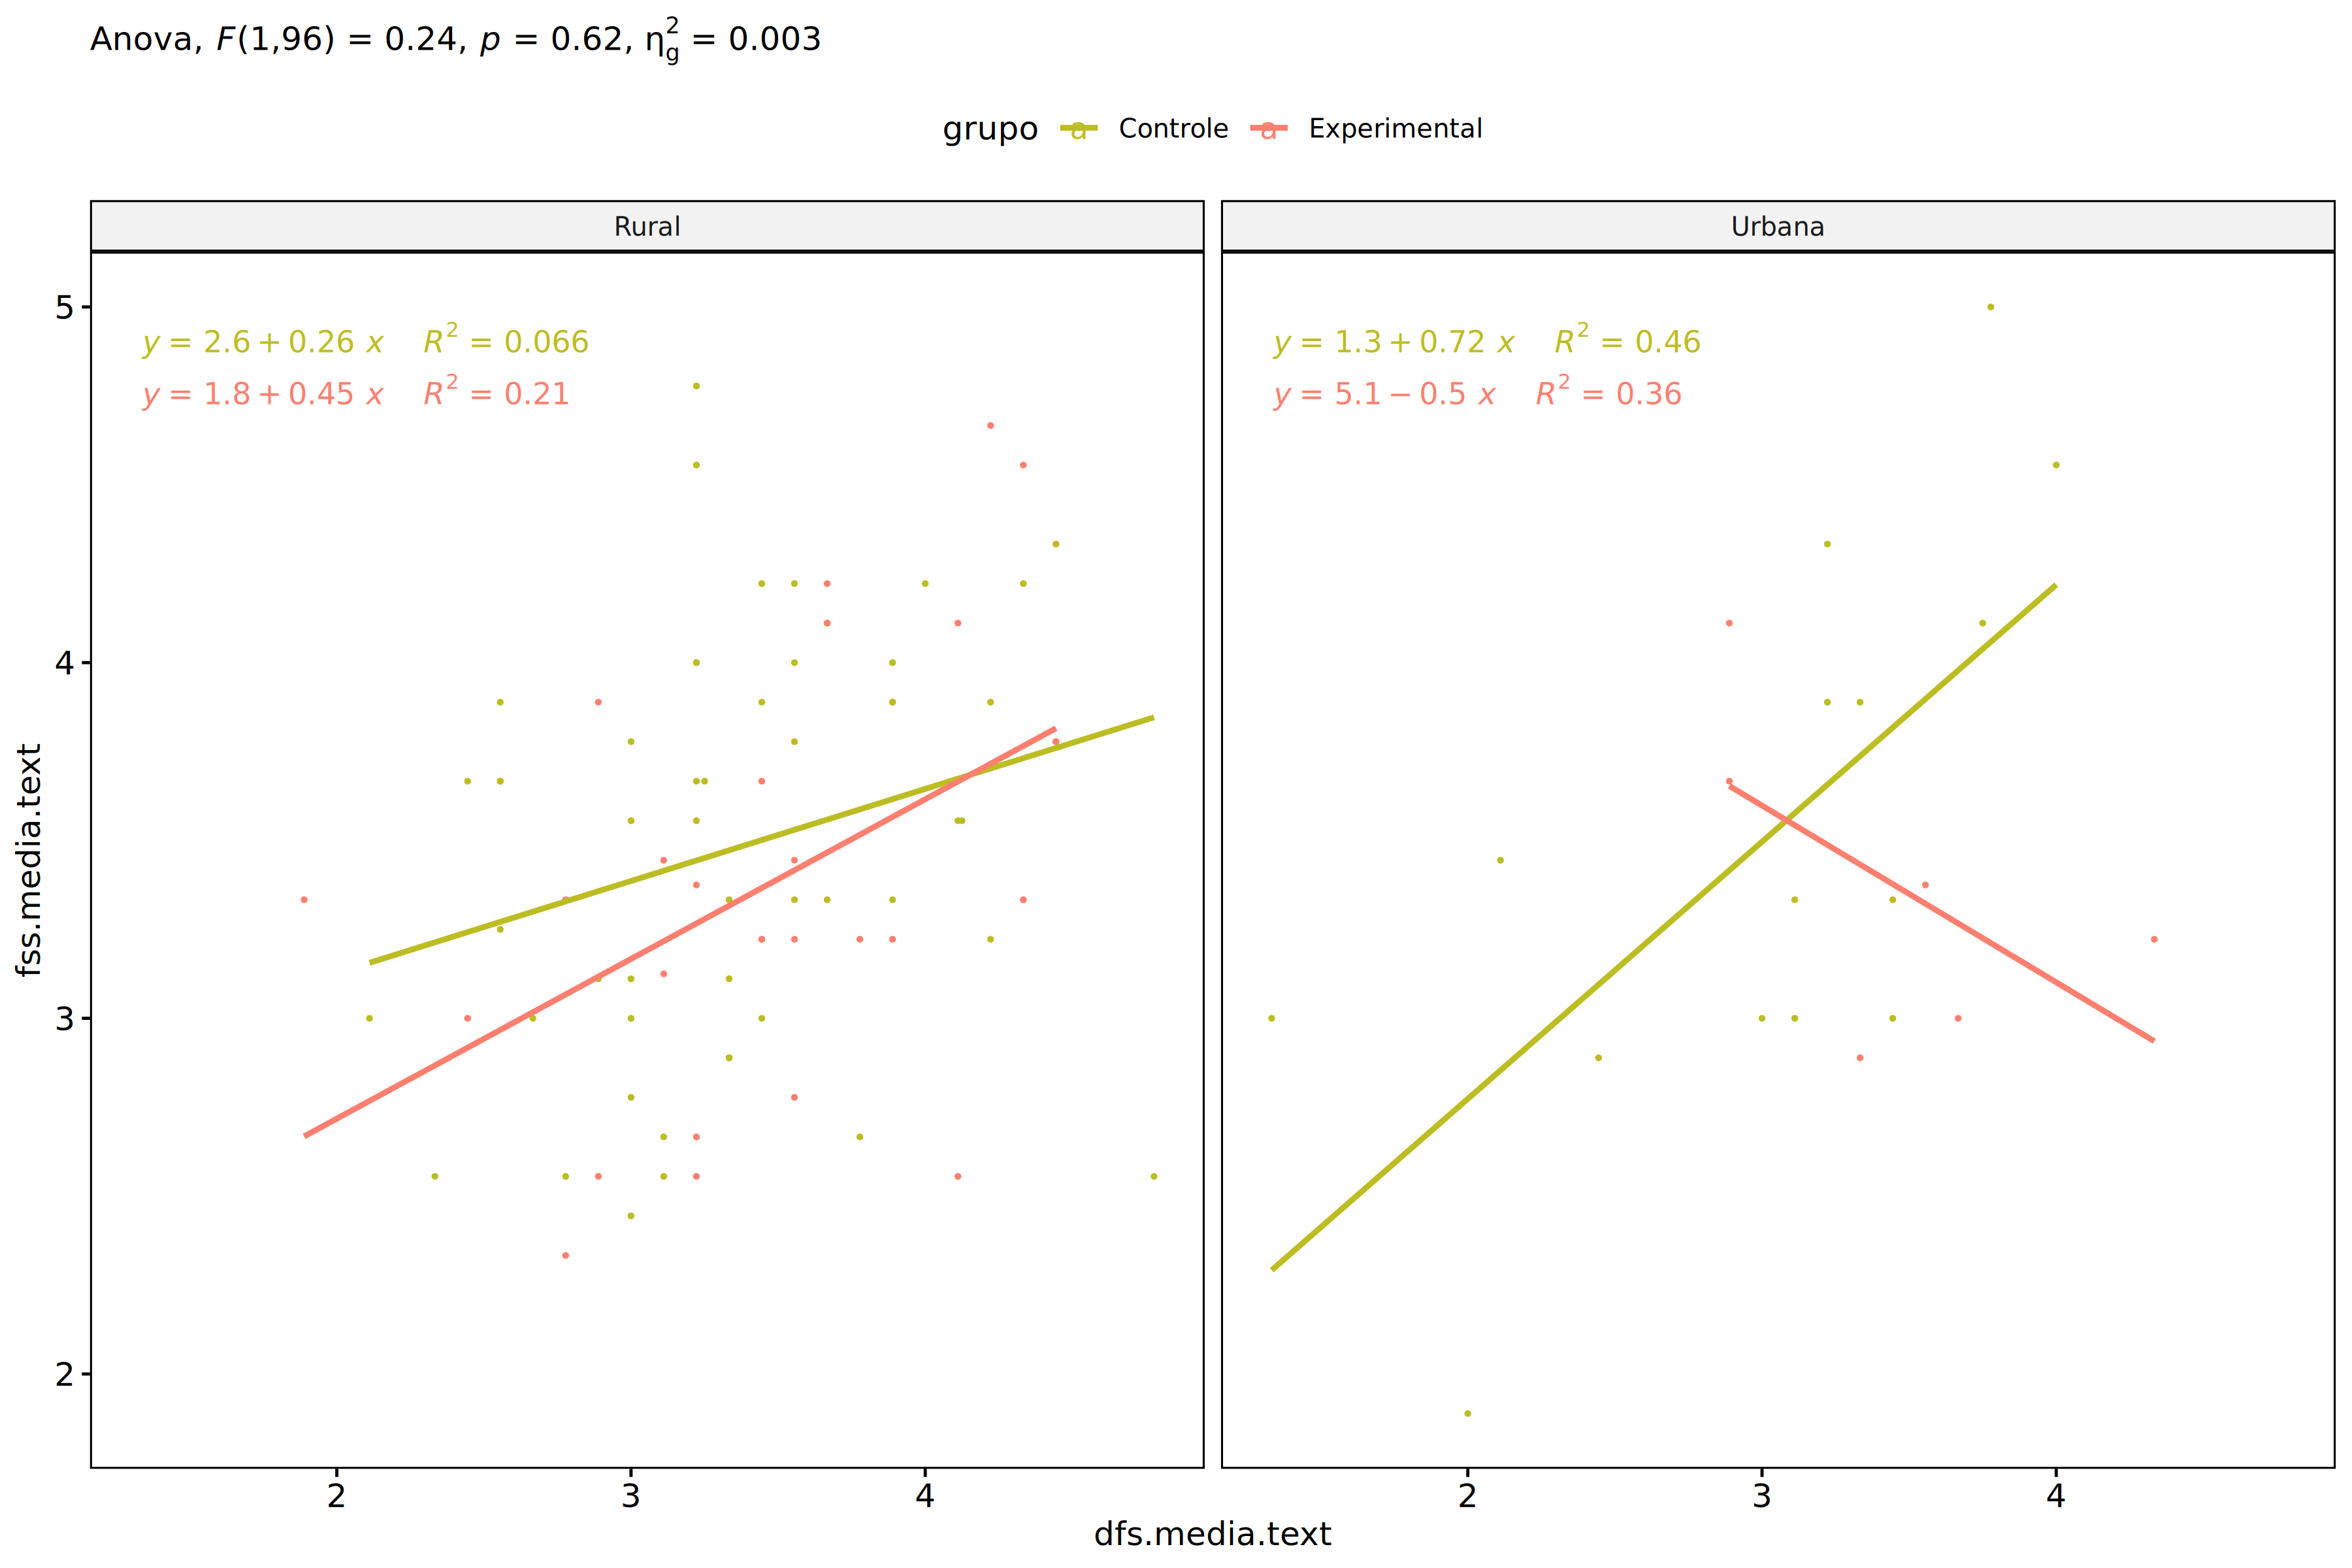 Anova, F(1,96) = 0.24, p = 0.62, η²g = 0.003
grupo a Controle a Experimental
Rural
Urbana
y = 2.6 + 0.26 x R² = 0.066
y = 1.8 + 0.45 x R² = 0.21
y = 1.3 + 0.72 x R² = 0.46
y = 5.1 − 0.5 x R² = 0.36
5
4
3
2
fss.media.text
2 3 4
2 3 4
dfs.media.text